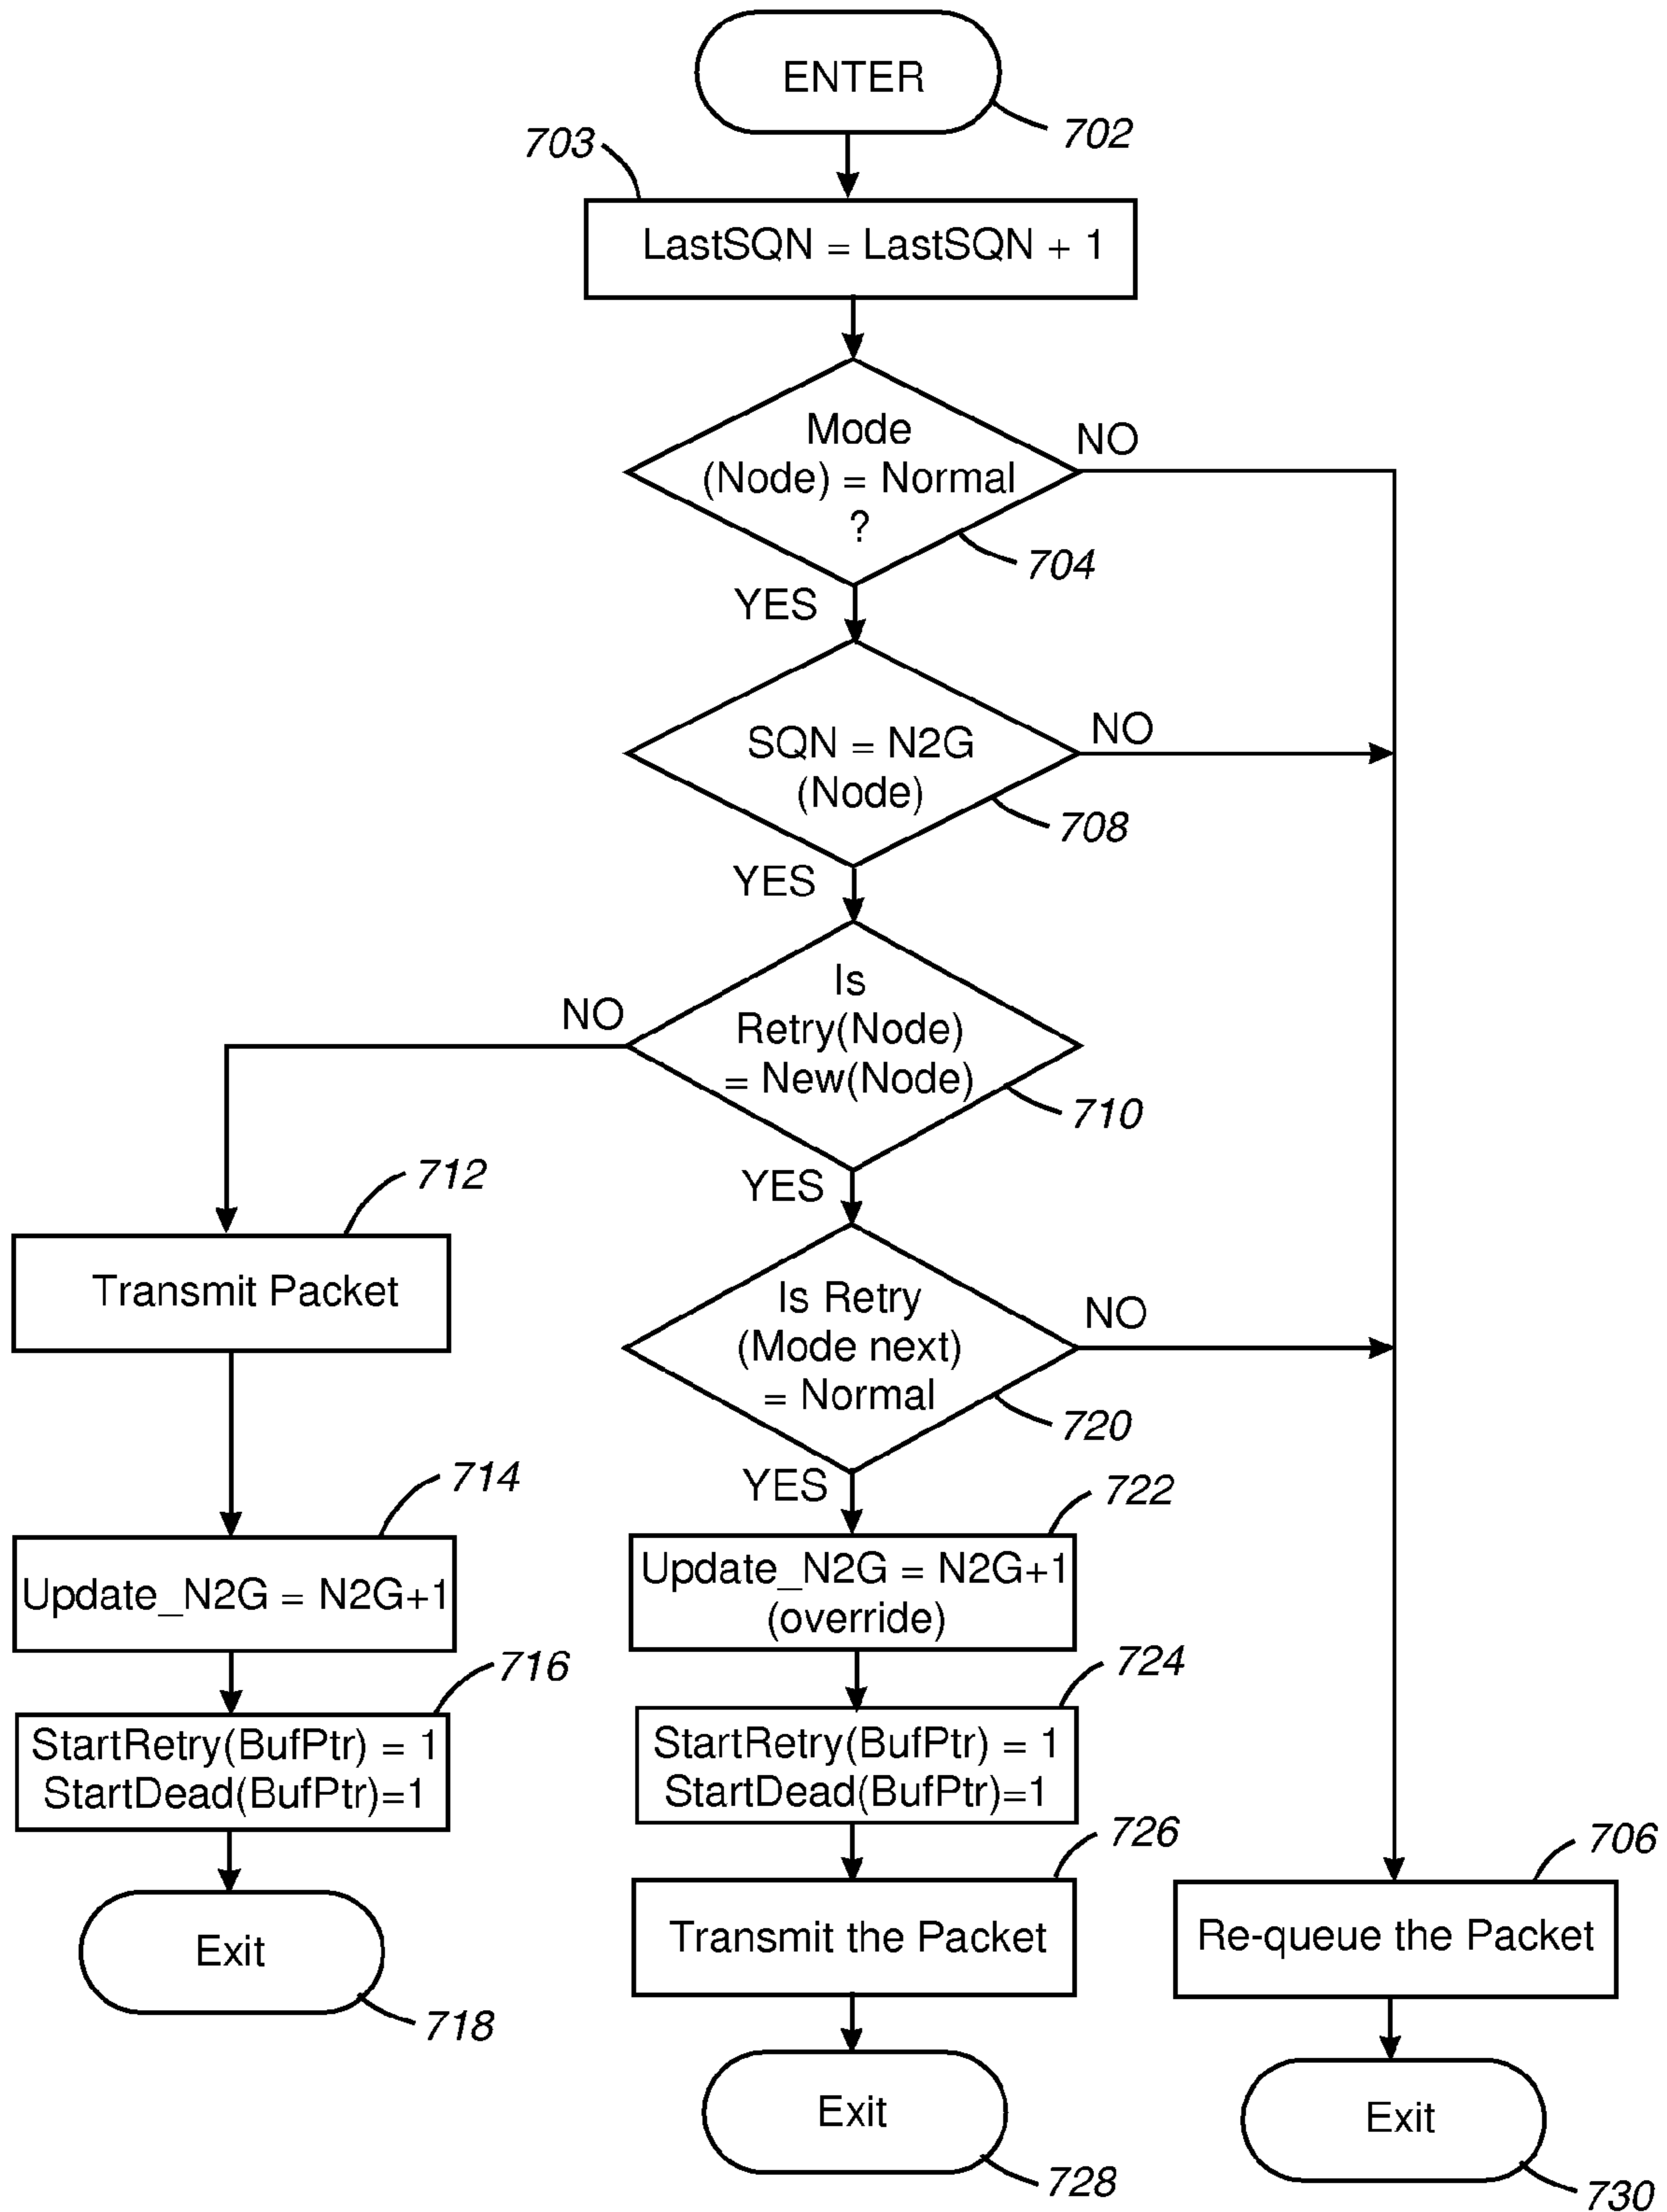 ENTER
702
703
LastSQN = LastSQN + 1
Mode
(Node) = Normal
?
NO
704
YES
SQN = N2G
(Node)
NO
708
YES
Is
Retry(Node)
= New(Node)
NO
710
YES
712
Transmit Packet
Is Retry
(Mode next)
= Normal
NO
720
YES
714
Update_N2G = N2G+1
722
Update_N2G = N2G+1
(override)
716
StartRetry(BufPtr) = 1
StartDead(BufPtr)=1
724
StartRetry(BufPtr) = 1
StartDead(BufPtr)=1
Exit
718
726
Transmit the Packet
706
Re-queue the Packet
Exit
728
Exit
730